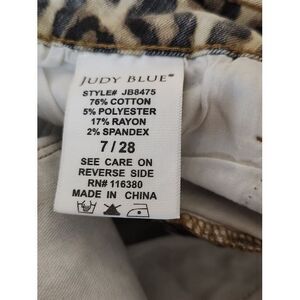 JUDY BLUE®
STYLE# JB8475
76% COTTON
5% POLYESTER
17% RAYON
2% SPANDEX
7 / 28
SEE CARE ON
REVERSE SIDE
RN# 116380
MADE IN CHINA